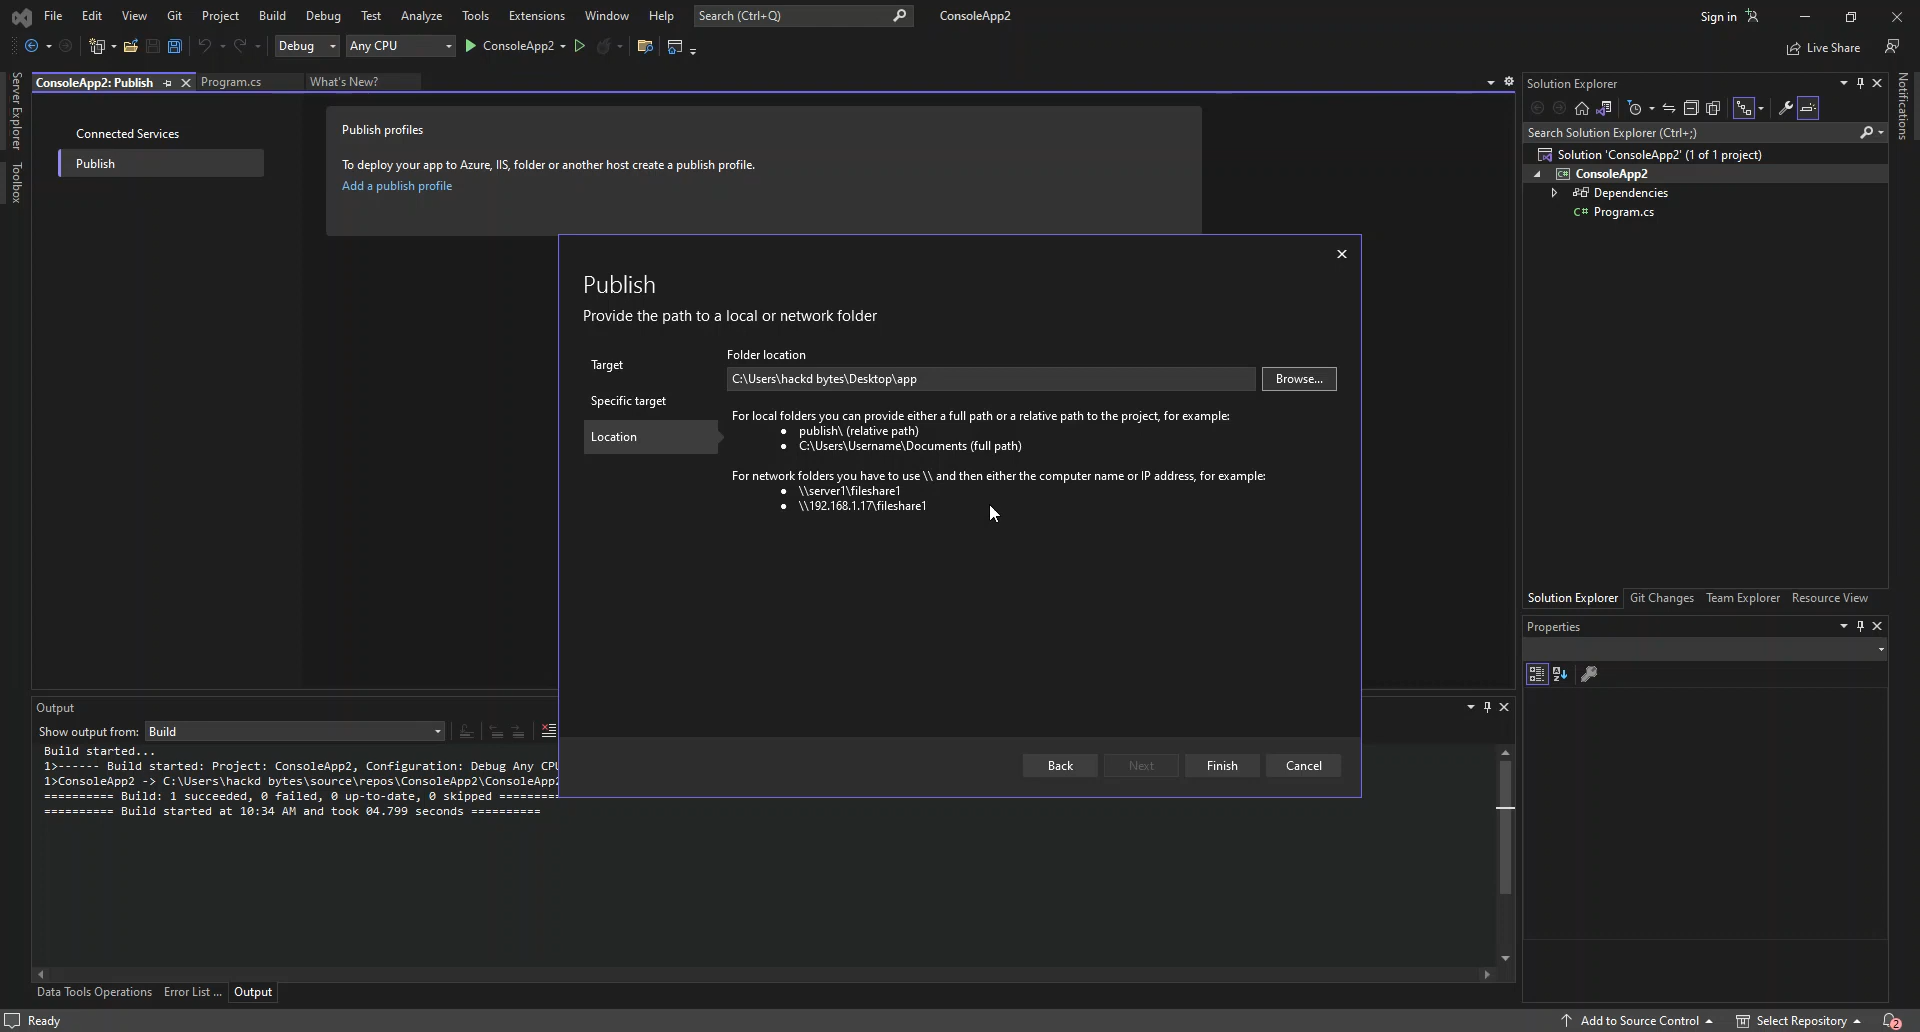 File Edit View Git Project Build Debug Test Analyze Tools Extensions Window Help Search (Ctrl+Q) ConsoleApp2 Sign in
Debug Any CPU ConsoleApp2 Live Share
Server Explorer
Toolbox
ConsoleApp2: Publish Program.cs What's New?
Connected Services
Publish
Publish profiles
To deploy your app to Azure, IIS, folder or another host create a publish profile.
Add a publish profile
Publish
Provide the path to a local or network folder
Target
Specific target
Location
Folder location
C:\Users\hackd bytes\Desktop\app Browse...
For local folders you can provide either a full path or a relative path to the project, for example:
• publish\ (relative path)
• C:\Users\Username\Documents (full path)
For network folders you have to use \\ and then either the computer name or IP address, for example:
• \\server1\fileshare1
• \\192.168.1.17\fileshare1
Back Next Finish Cancel
Solution Explorer
Search Solution Explorer (Ctrl+;)
Solution 'ConsoleApp2' (1 of 1 project)
C# ConsoleApp2
Dependencies
C# Program.cs
Solution Explorer Git Changes Team Explorer Resource View
Properties
Notifications
Output
Show output from: Build
Build started...
1>------ Build started: Project: ConsoleApp2, Configuration: Debug Any CPU
1>ConsoleApp2 -> C:\Users\hackd bytes\source\repos\ConsoleApp2\ConsoleApp2
========== Build: 1 succeeded, 0 failed, 0 up-to-date, 0 skipped ==========
========== Build started at 10:34 AM and took 04.799 seconds ==========
Data Tools Operations Error List ... Output
Ready Add to Source Control Select Repository 2